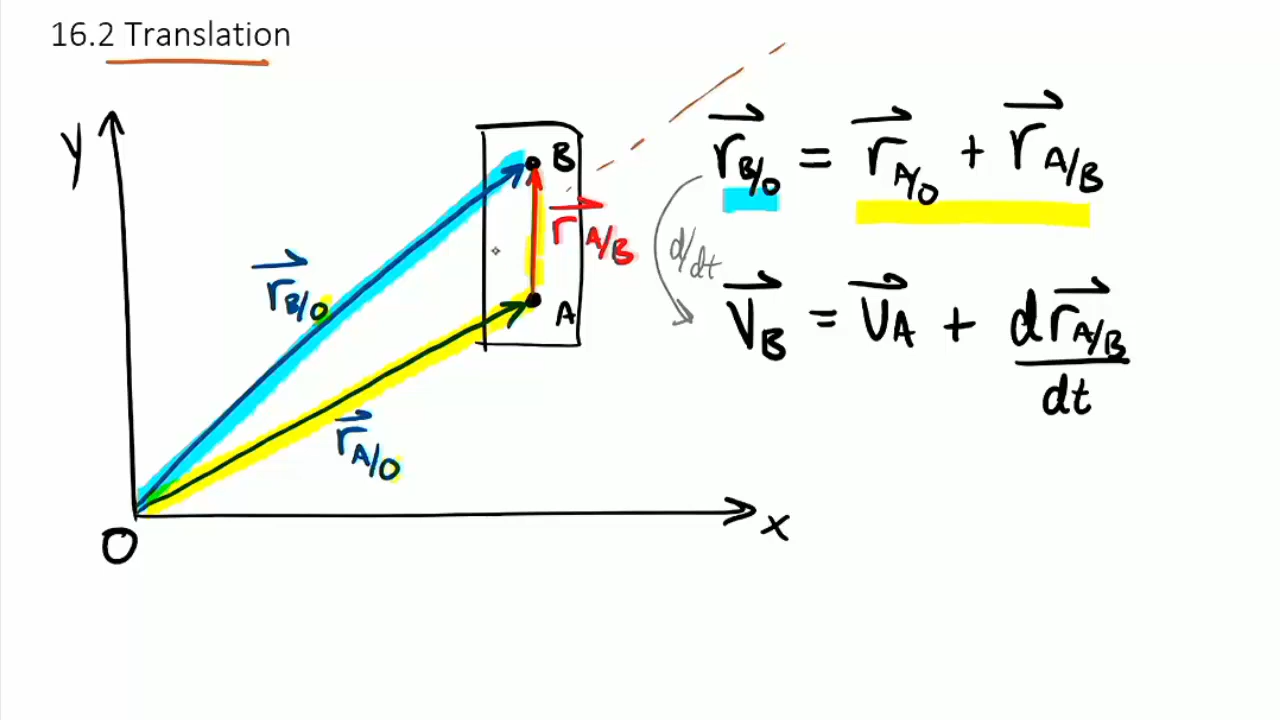 16.2 Translation
y
B
r⃗ A/B
r⃗ B/O
A
r⃗ A/O
O
x
r⃗ B/O = r⃗ A/O + r⃗ A/B
d/dt
V⃗ B = V⃗ A + dr⃗ A/B
dt